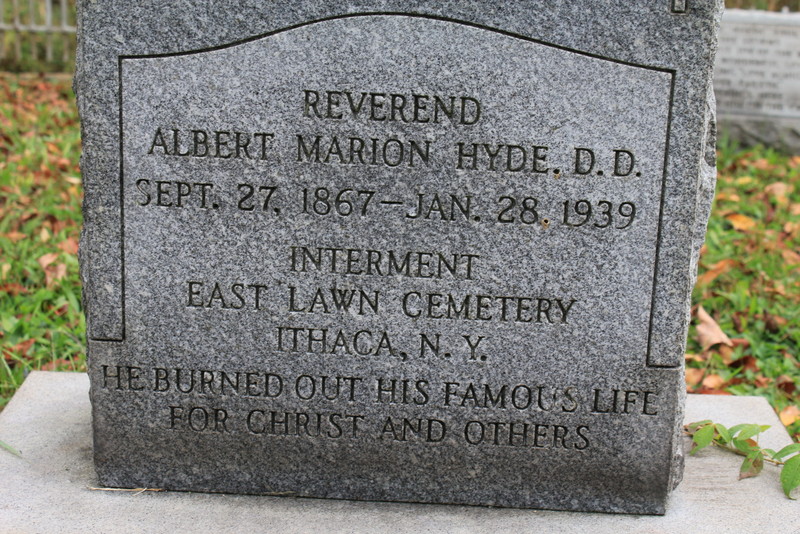 REVEREND
ALBERT MARION HYDE, D.D.
SEPT. 27, 1867–JAN. 28, 1939
INTERMENT
EAST LAWN CEMETERY
ITHACA, N.Y.
HE BURNED OUT HIS FAMOUS LIFE
FOR CHRIST AND OTHERS